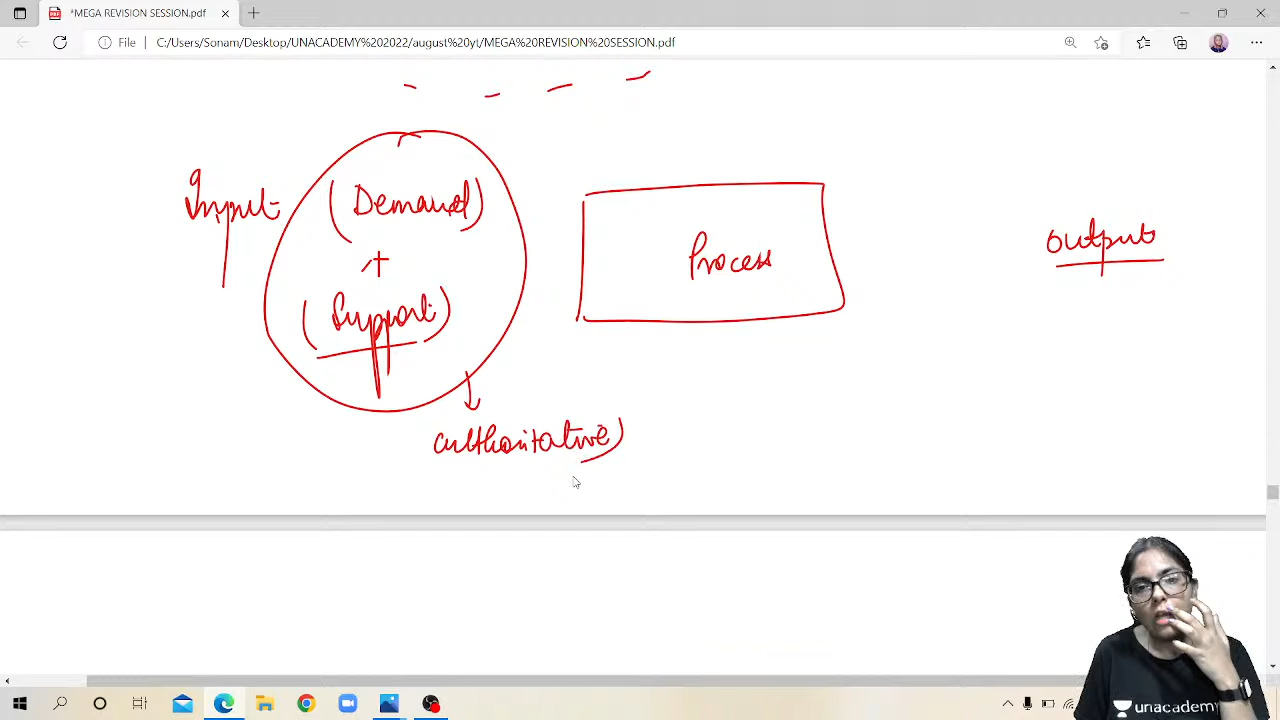 *MEGA REVISION SESSION.pdf
File C:/Users/Sonam/Desktop/UNACADEMY%202022/august%20yt/MEGA%20REVISION%20SESSION.pdf
Input
(Demand)
+
(Support)
Process
output
authoritative)
unacademy